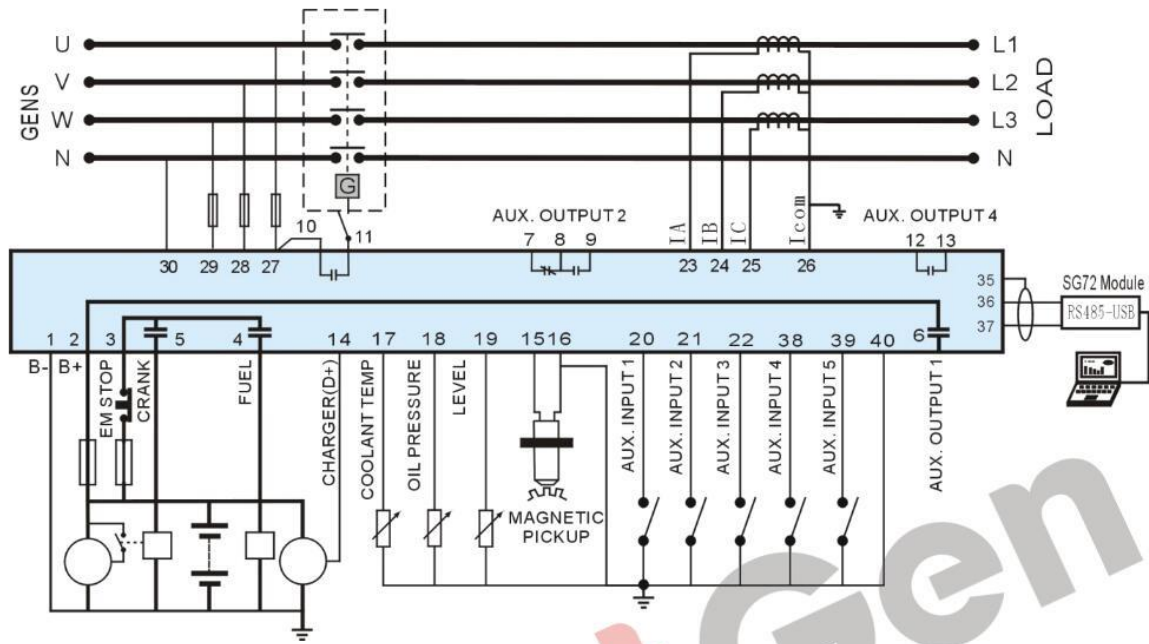 U
L1
V
L2
GENS
W
L3
LOAD
N
N
G
10
11
AUX. OUTPUT 2
7 8 9
IA
IB
IC
Icom
AUX. OUTPUT 4
12 13
30 29 28 27
23 24 25 26
35
36
37
SG72 Module
RS485-USB
1 2 3 5 4 14 17 18 19 15 16 20 21 22 38 39 40 6
B-
B+
EM STOP
CRANK
FUEL
CHARGER(D+)
COOLANT TEMP
OIL PRESSURE
LEVEL
MAGNETIC
PICKUP
AUX. INPUT 1
AUX. INPUT 2
AUX. INPUT 3
AUX. INPUT 4
AUX. INPUT 5
AUX. OUTPUT 1
Gen